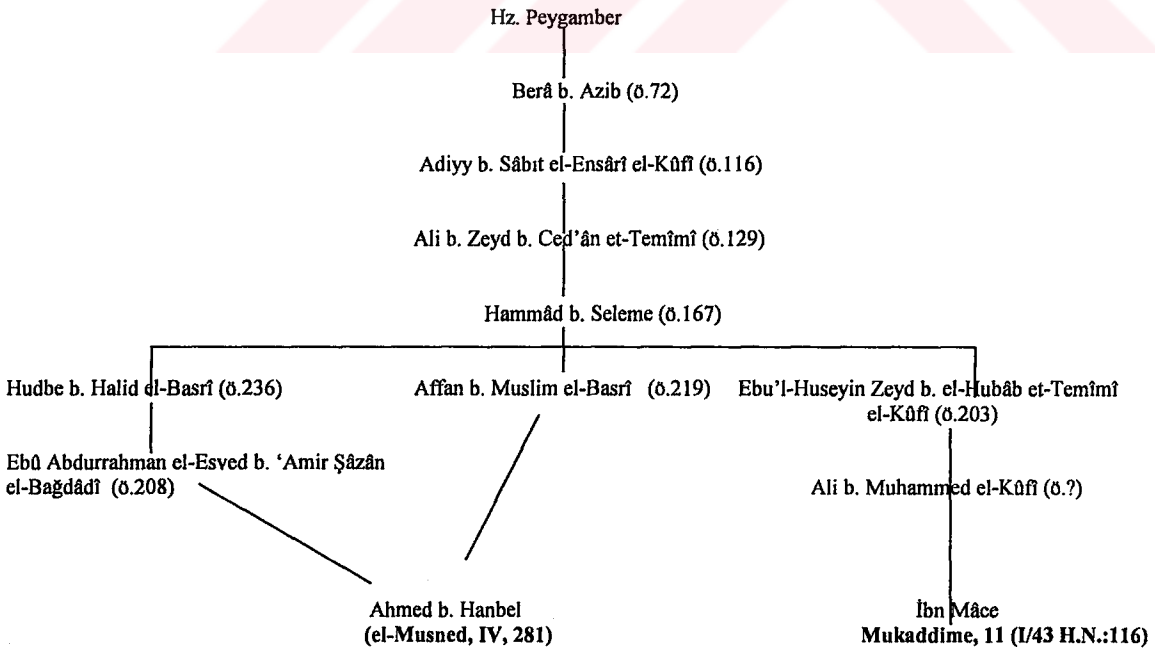 Hz. Peygamber
Berâ b. Azib (ö.72)
Adiyy b. Sâbıt el-Ensârî el-Kûfî (ö.116)
Ali b. Zeyd b. Ced’ân et-Temîmî (ö.129)
Hammâd b. Seleme (ö.167)
Hudbe b. Halid el-Basrî (ö.236)
Affan b. Muslim el-Basrî (ö.219)
Ebu’l-Huseyin Zeyd b. el-Hubâb et-Temîmî
el-Kûfî (ö.203)
Ebû Abdurrahman el-Esved b. ‘Amir Şâzân
el-Bağdâdî (ö.208)
Ali b. Muhammed el-Kûfî (ö.?)
Ahmed b. Hanbel
(el-Musned, IV, 281)
İbn Mâce
Mukaddime, 11 (I/43 H.N.:116)